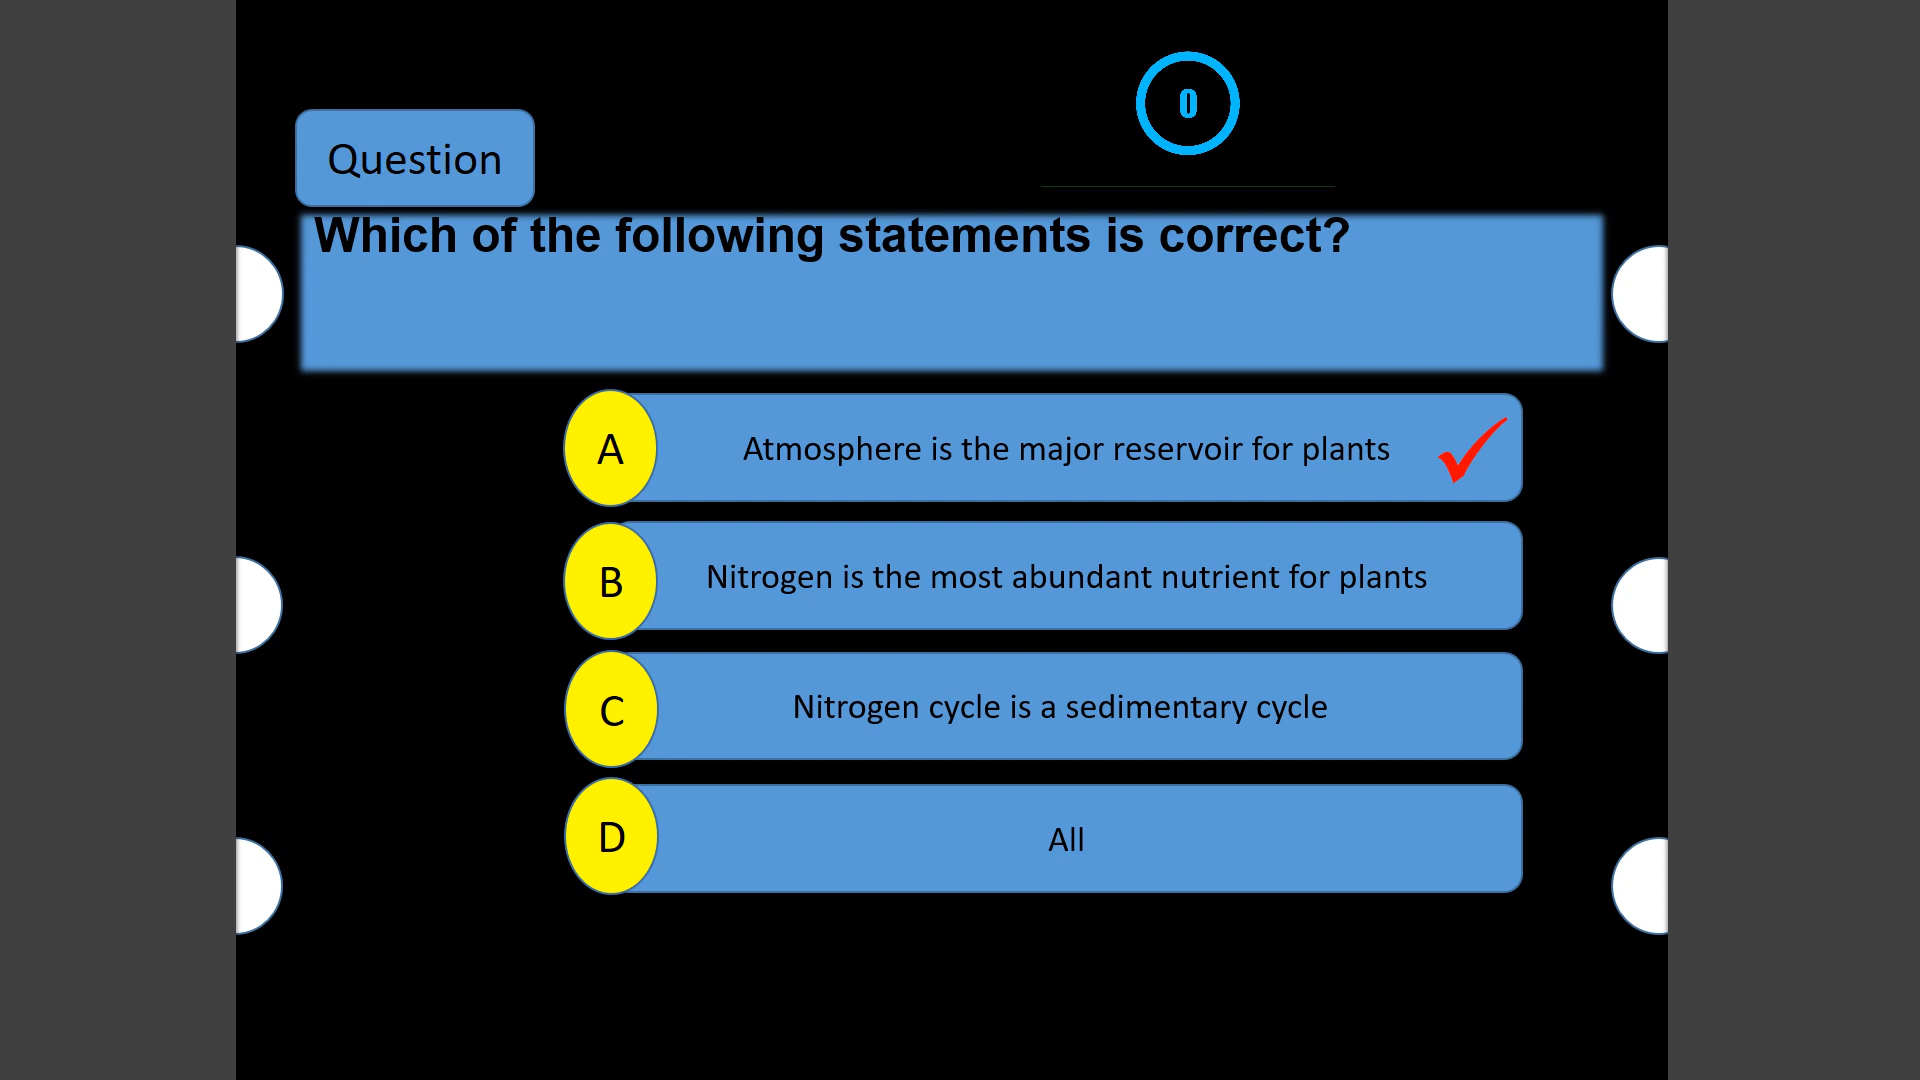 0
Question
Which of the following statements is correct?
A
Atmosphere is the major reservoir for plants
B
Nitrogen is the most abundant nutrient for plants
C
Nitrogen cycle is a sedimentary cycle
D
All